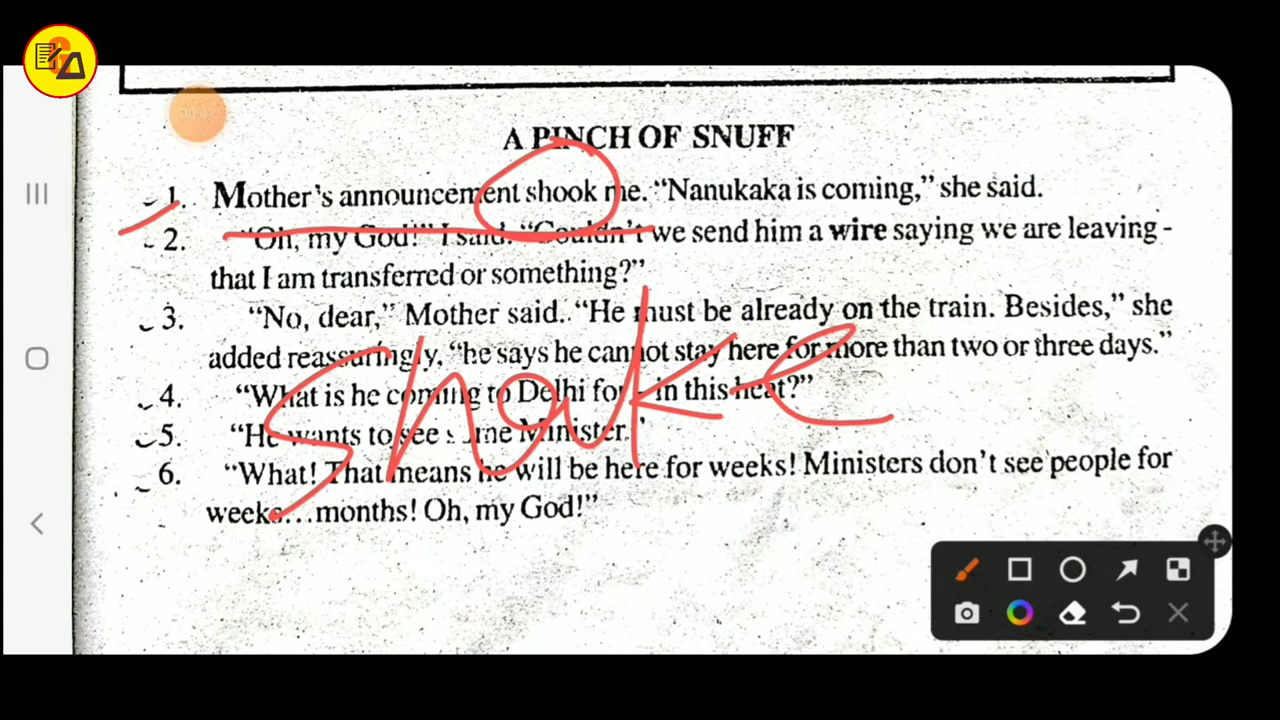 A PINCH OF SNUFF
1. Mother's announcement shook me. "Nanukaka is coming," she said.
2. "Oh, my God!" I said. "Couldn't we send him a wire saying we are leaving -
that I am transferred or something?"
3. "No, dear," Mother said. "He must be already on the train. Besides," she
added reassuringly, "he says he cannot stay here for more than two or three days."
4. "What is he coming to Delhi for - in this heat?"
5. "He wants to see some Minister."
6. "What! That means he will be here for weeks! Ministers don't see people for
weeks...months! Oh, my God!"
Shake